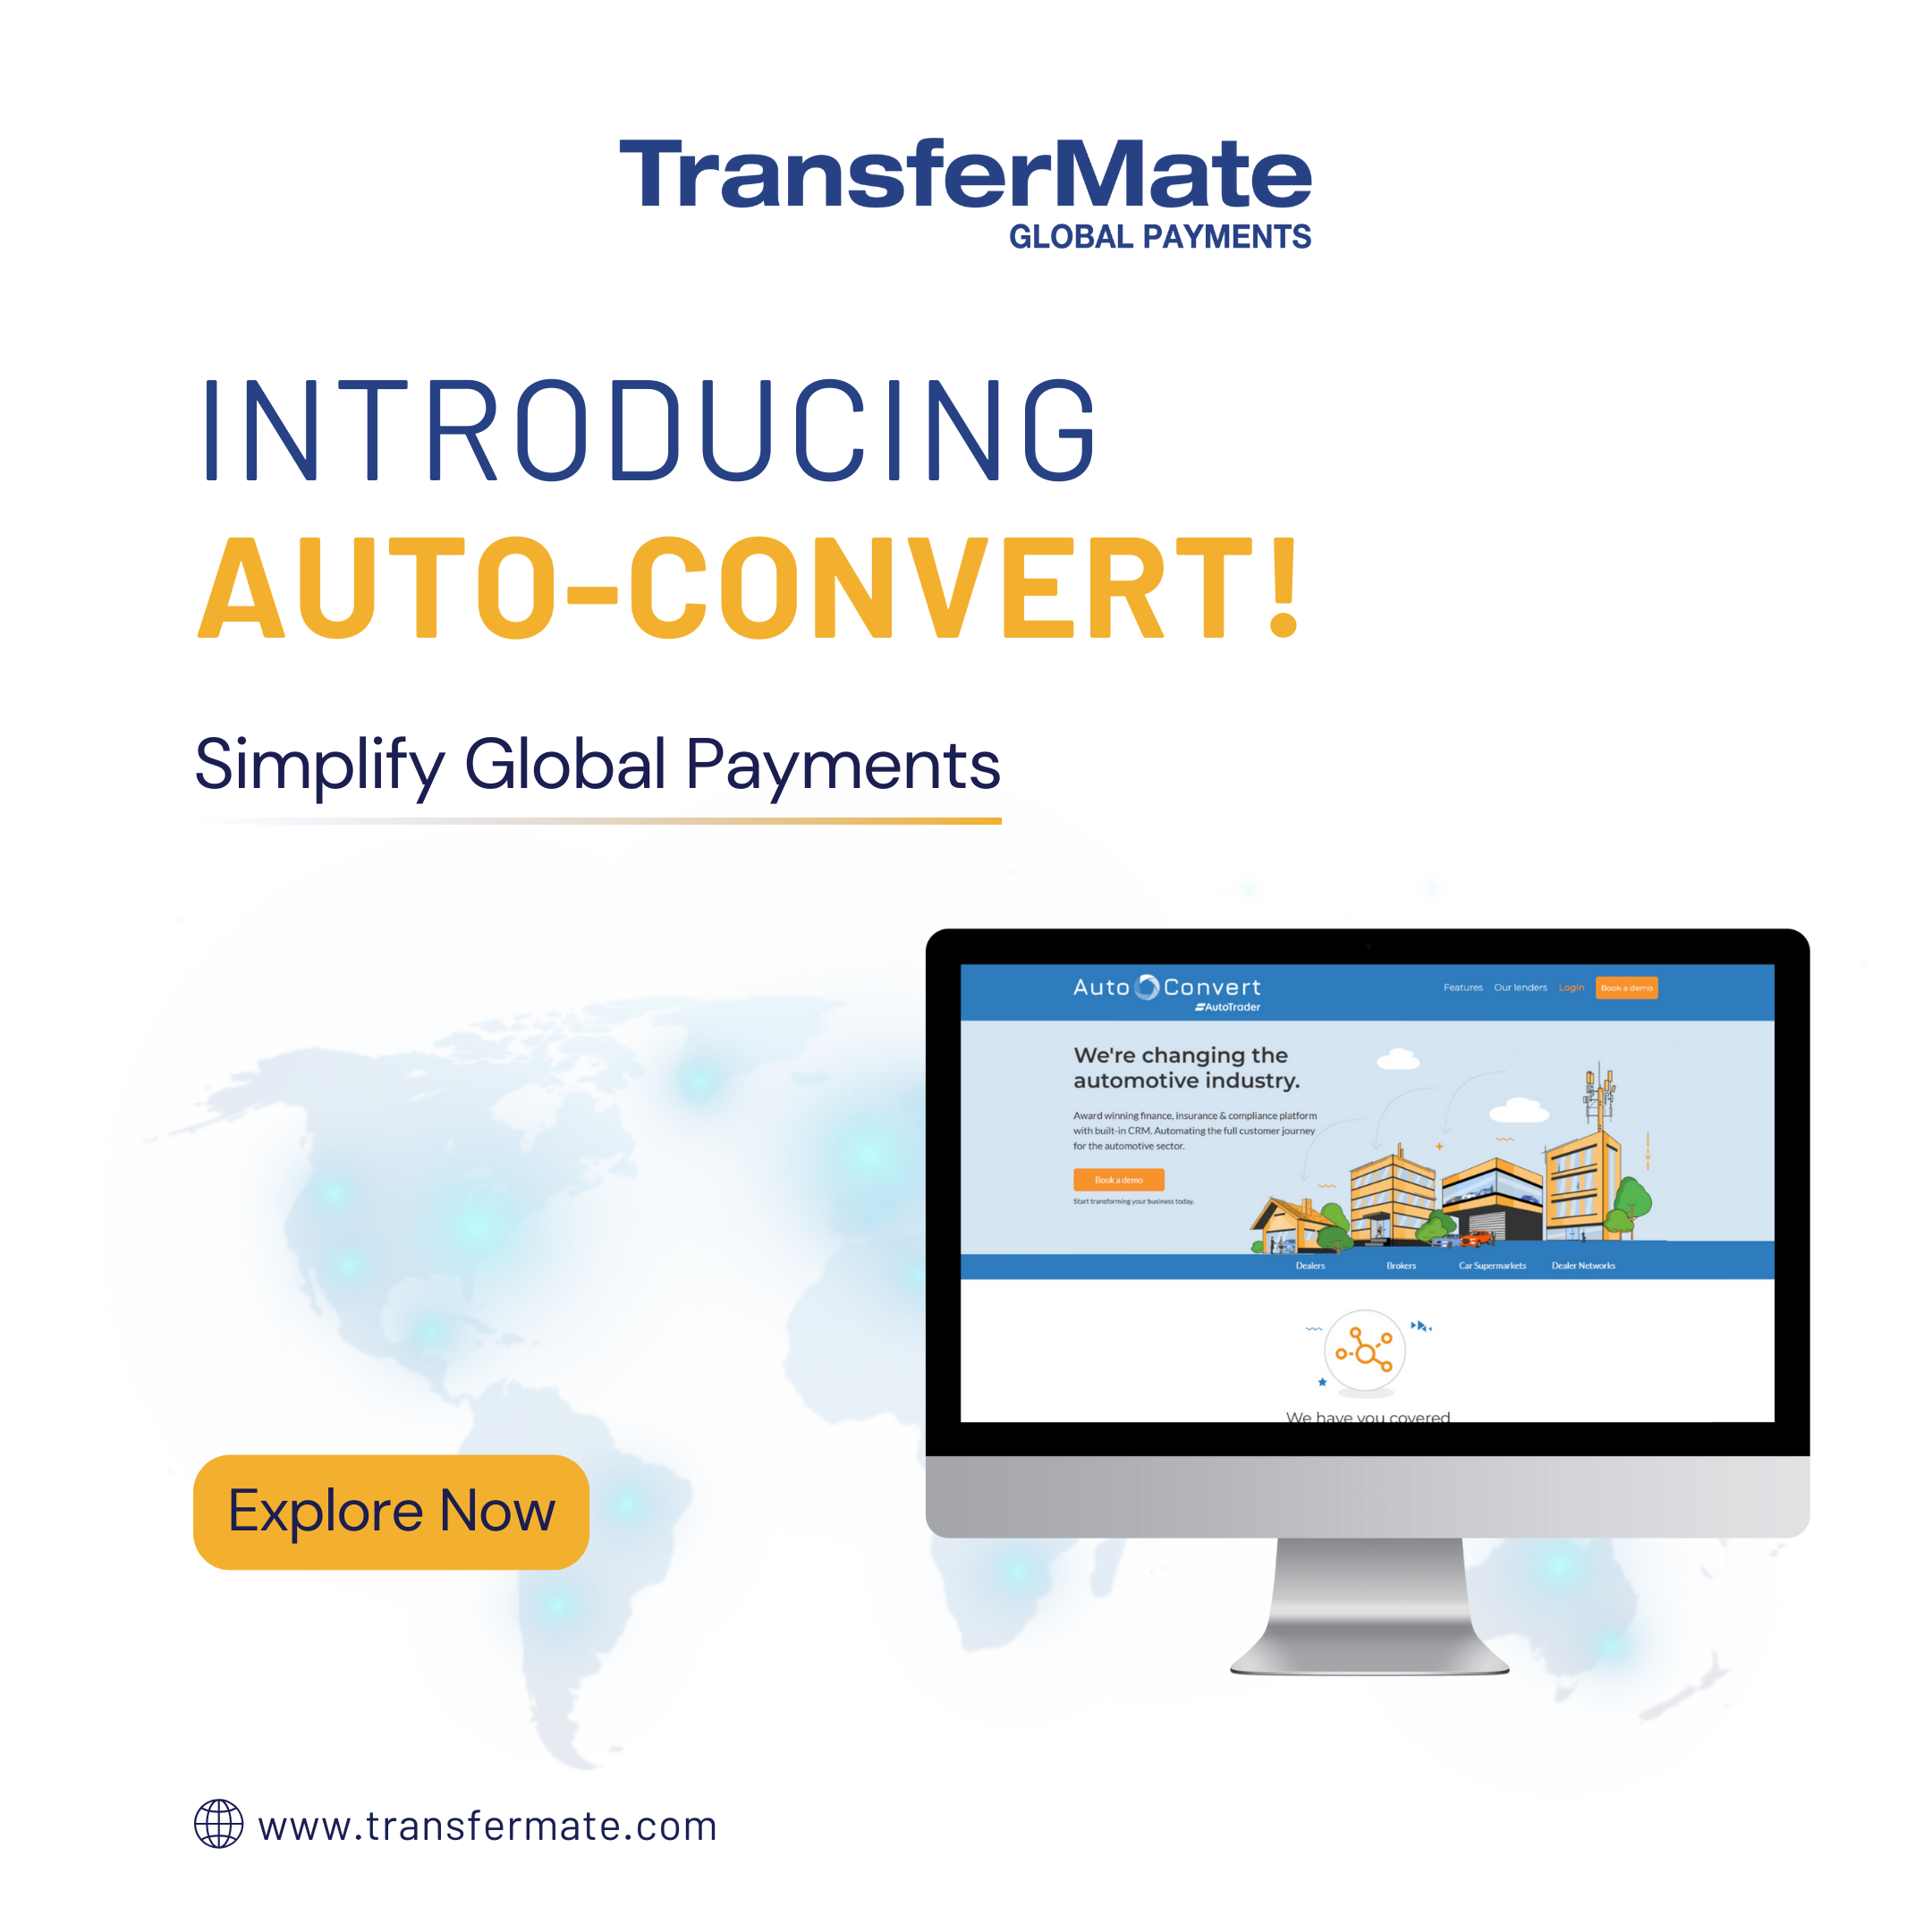 TransferMate
GLOBAL PAYMENTS
INTRODUCING
AUTO-CONVERT!
Simplify Global Payments
Auto Convert
AutoTrader
Features Our lenders Login Book a demo
We're changing the
automotive industry.
Award winning finance, insurance & compliance platform
with built-in CRM. Automating the full customer journey
for the automotive sector.
Book a demo
Start transforming your business today.
Dealers Brokers Car Supermarkets Dealer Networks
We have you covered
Explore Now
www.transfermate.com